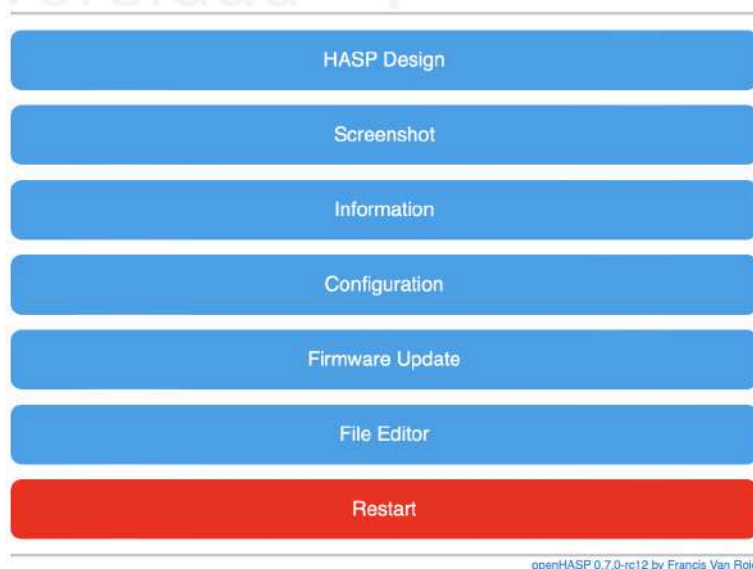 HASP Design
Screenshot
Information
Configuration
Firmware Update
File Editor
Restart
openHASP 0.7.0-rc12 by Francis Van